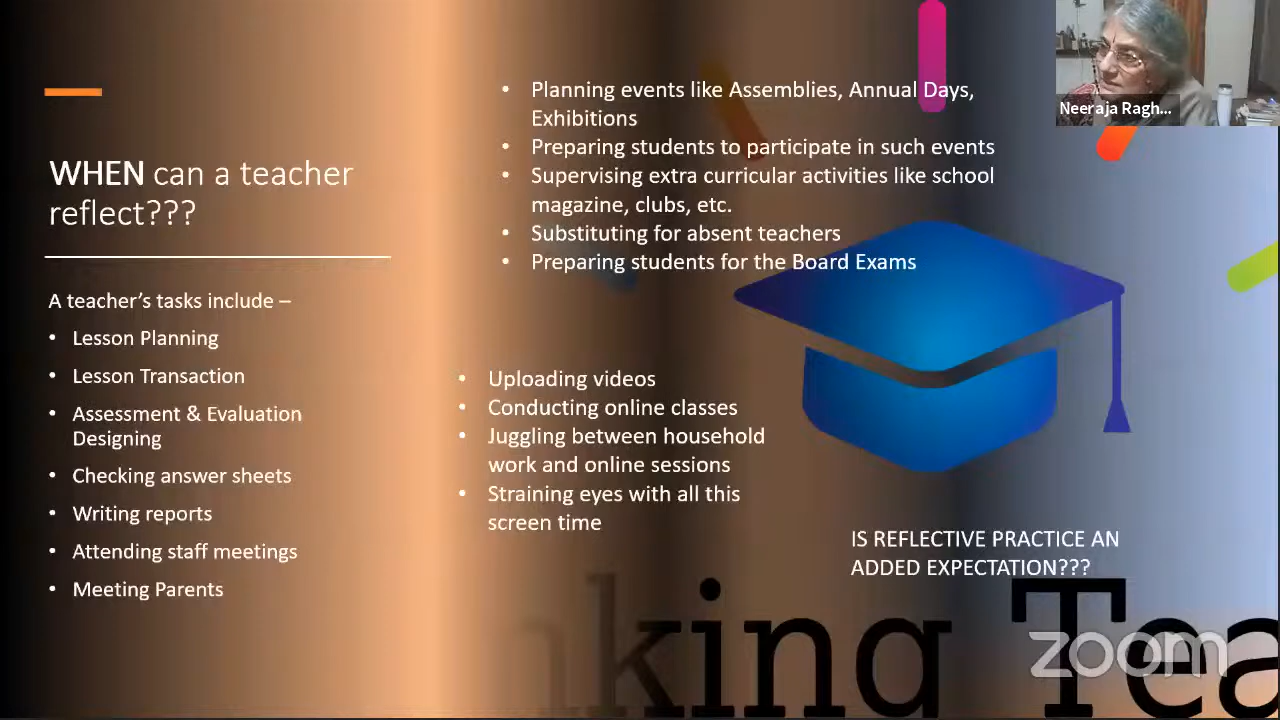 WHEN can a teacher
reflect???
A teacher's tasks include –
• Lesson Planning
• Lesson Transaction
• Assessment & Evaluation
Designing
• Checking answer sheets
• Writing reports
• Attending staff meetings
• Meeting Parents
• Planning events like Assemblies, Annual Days,
Exhibitions
• Preparing students to participate in such events
• Supervising extra curricular activities like school
magazine, clubs, etc.
• Substituting for absent teachers
• Preparing students for the Board Exams
• Uploading videos
• Conducting online classes
• Juggling between household
work and online sessions
• Straining eyes with all this
screen time
IS REFLECTIVE PRACTICE AN
ADDED EXPECTATION???
Neeraja Ragh...
nking Tea
zoom